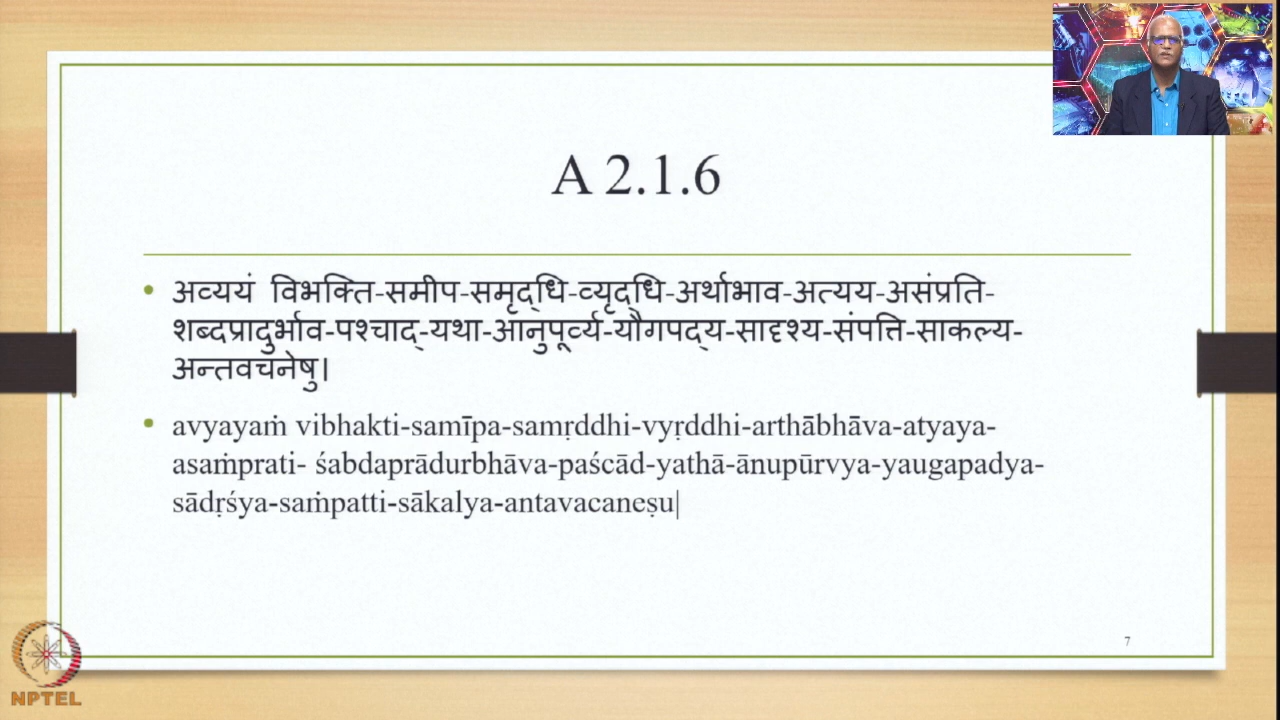 A 2.1.6
• अव्ययं विभक्ति-समीप-समृद्धि-व्यृद्धि-अर्थाभाव-अत्यय-असंप्रति-
शब्दप्रादुर्भाव-पश्चाद्-यथा-आनुपूर्व्य-यौगपद्य-सादृश्य-संपत्ति-साकल्य-
अन्तवचनेषु।
• avyayaṁ vibhakti-samīpa-samṛddhi-vyṛddhi-arthābhāva-atyaya-
asaṁprati- śabdaprādurbhāva-paścād-yathā-ānupūrvya-yaugapadya-
sādṛśya-saṁpatti-sākalya-antavacaneṣu|
7
NPTEL